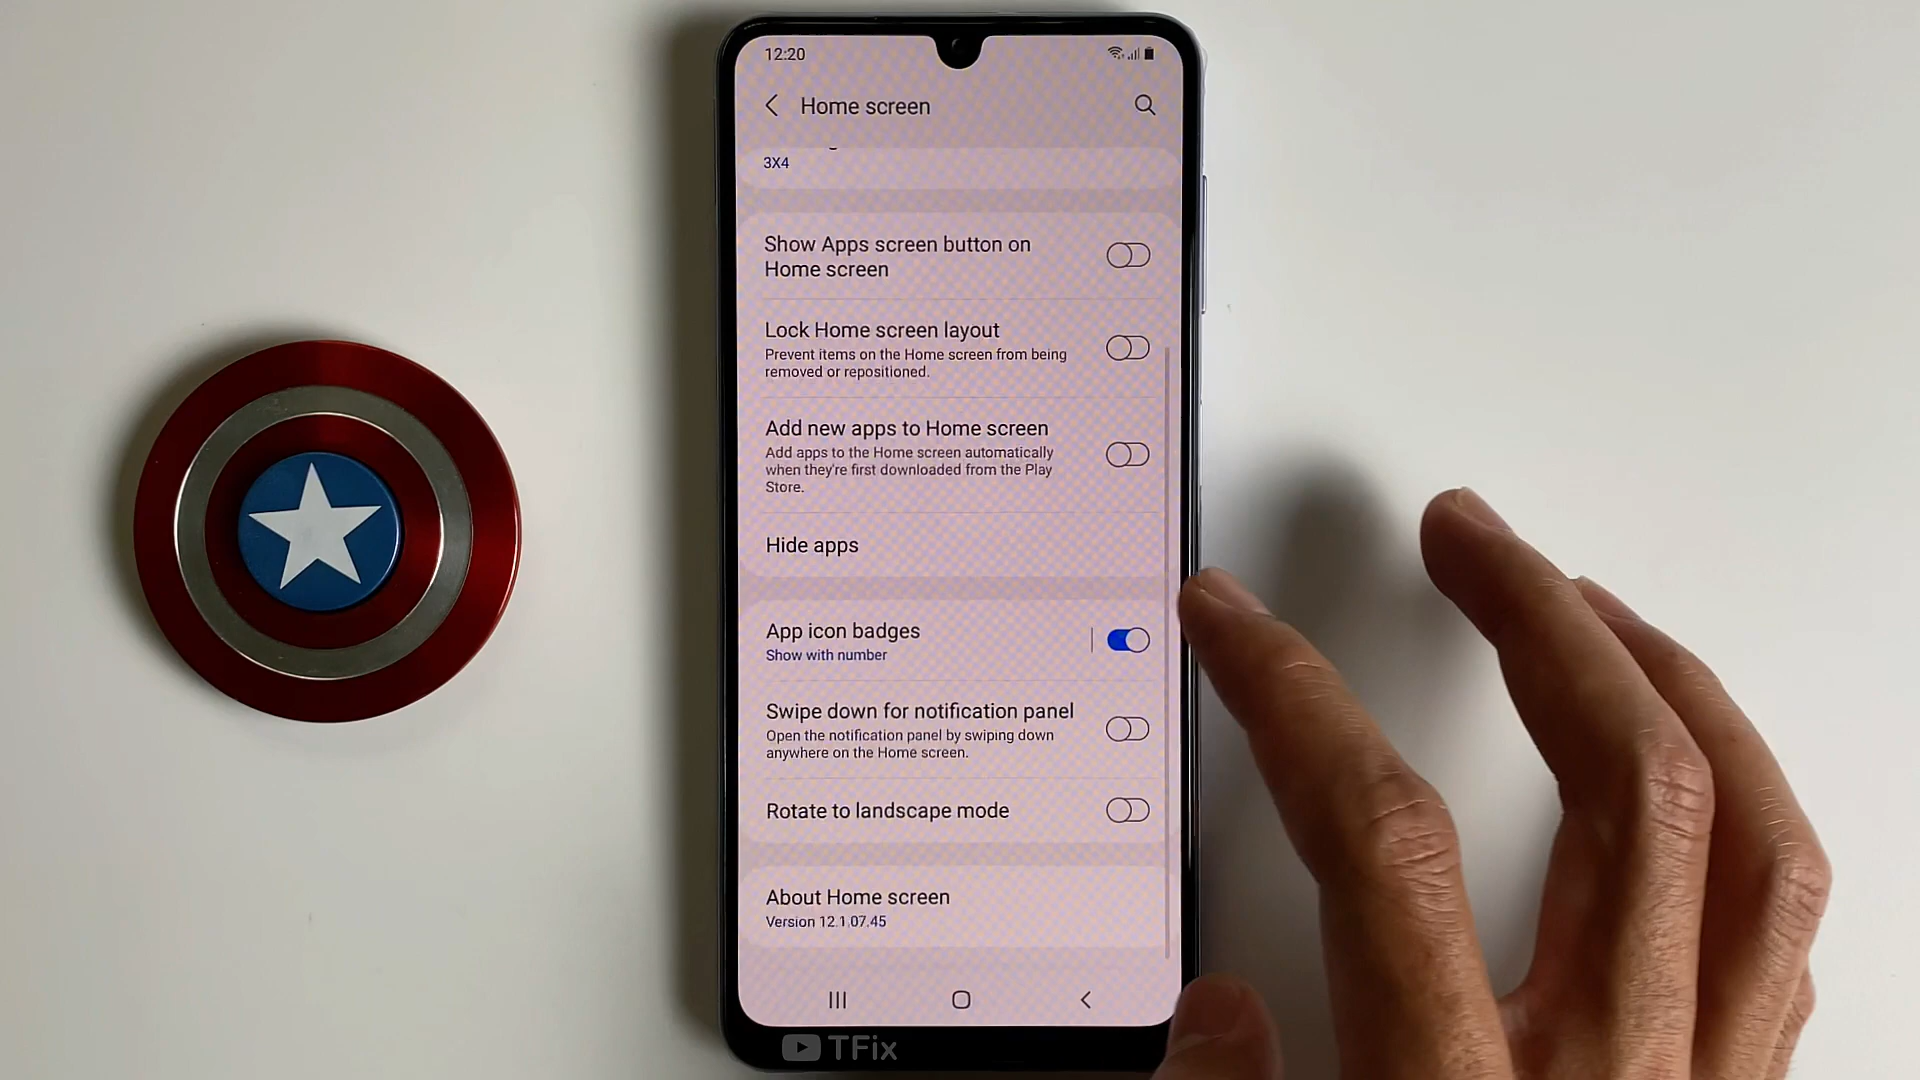 12:20
Home screen
3X4
Show Apps screen button on
Home screen
Lock Home screen layout
Prevent items on the Home screen from being
removed or repositioned.
Add new apps to Home screen
Add apps to the Home screen automatically
when they're first downloaded from the Play
Store.
Hide apps
App icon badges
Show with number
Swipe down for notification panel
Open the notification panel by swiping down
anywhere on the Home screen.
Rotate to landscape mode
About Home screen
Version 12.1.07.45
TFix